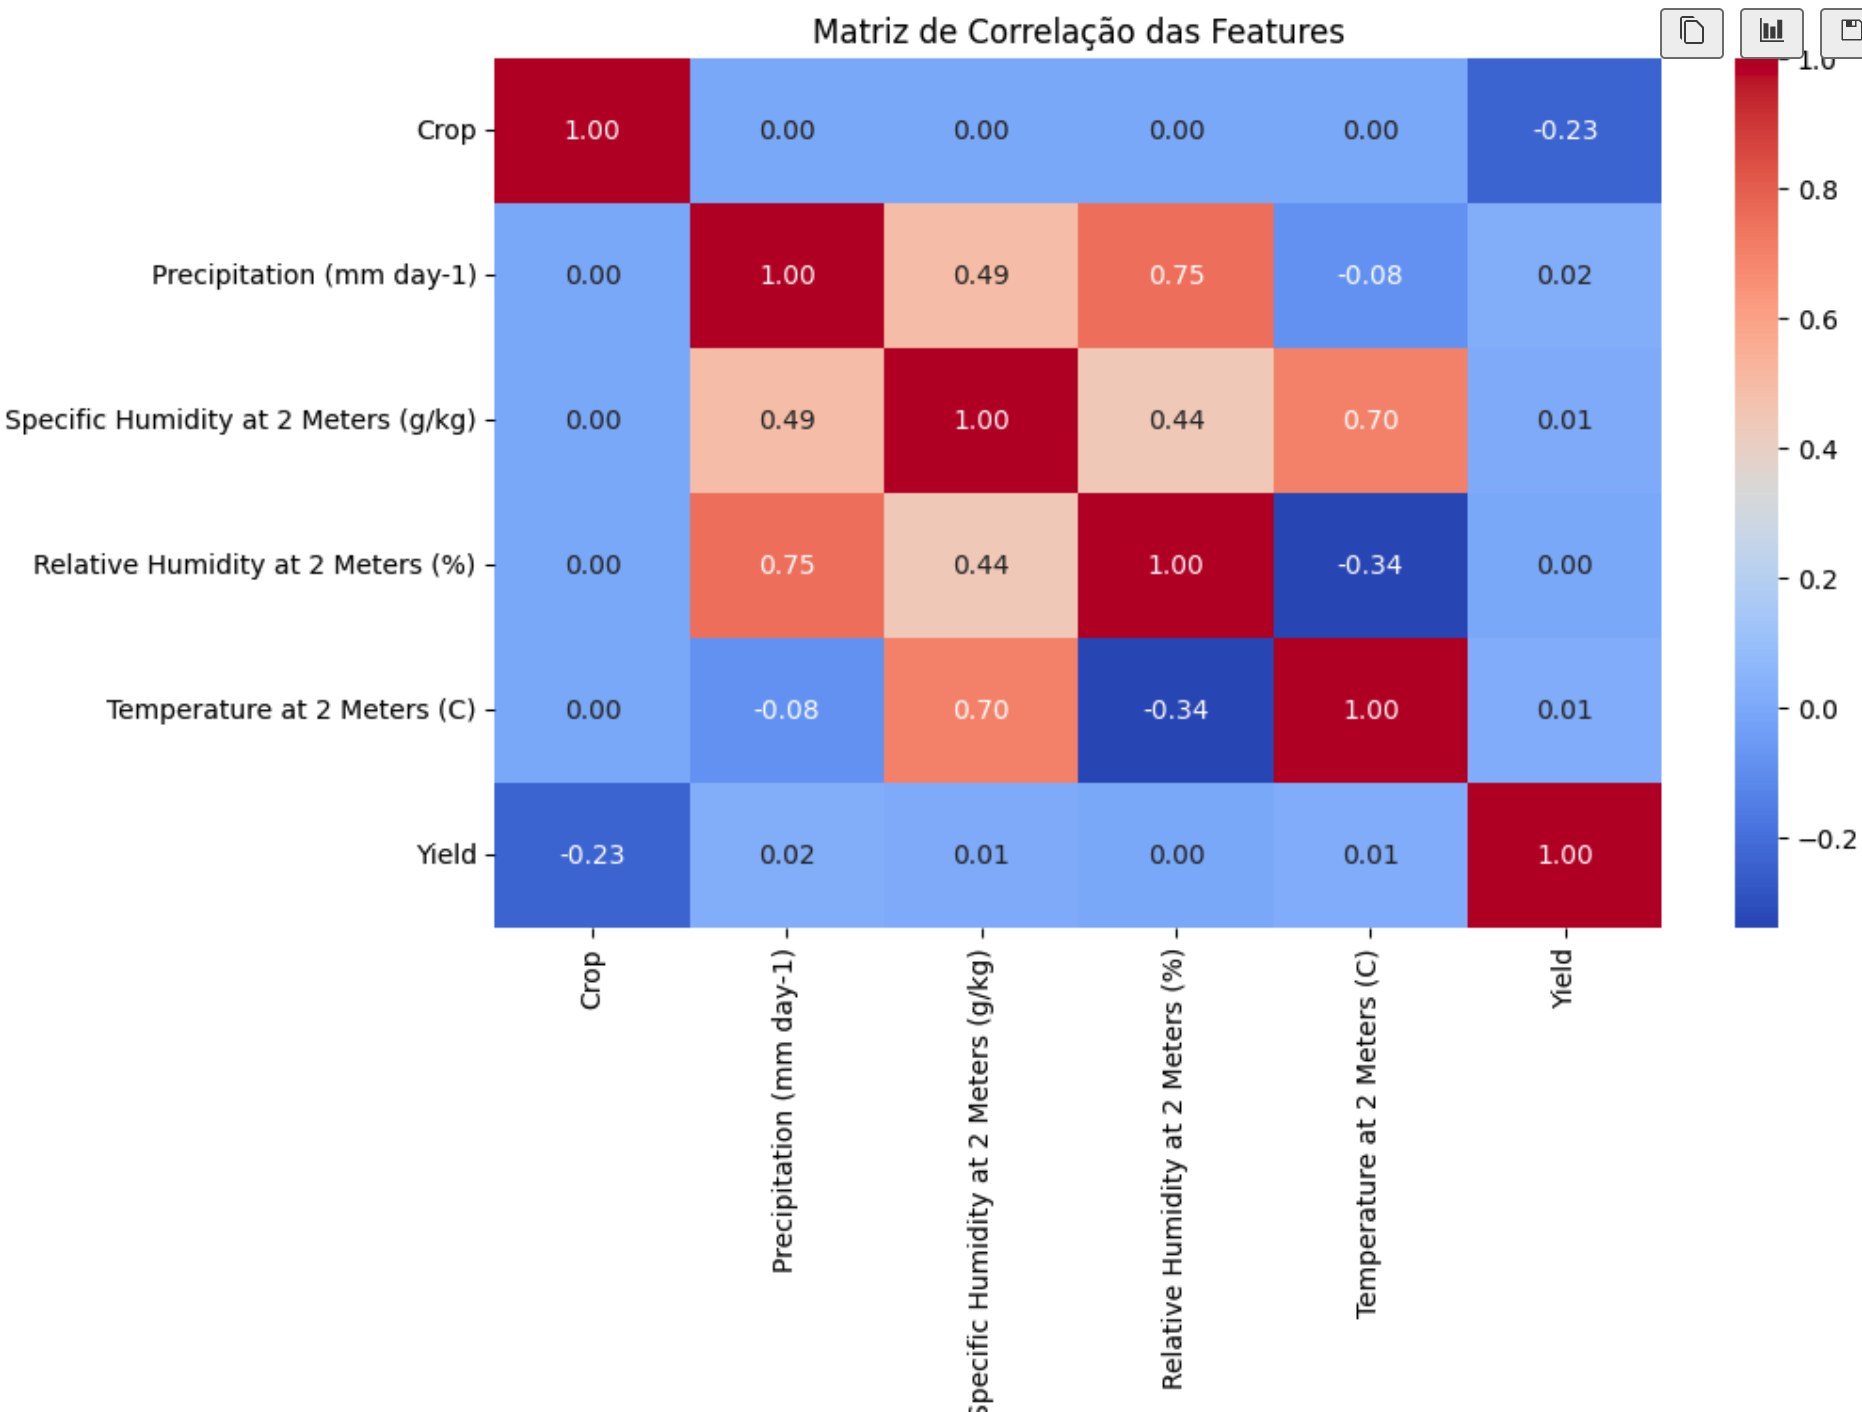 Matriz de Correlação das Features
Crop 1.00 0.00 0.00 0.00 0.00 -0.23
Precipitation (mm day-1) 0.00 1.00 0.49 0.75 -0.08 0.02
Specific Humidity at 2 Meters (g/kg) 0.00 0.49 1.00 0.44 0.70 0.01
Relative Humidity at 2 Meters (%) 0.00 0.75 0.44 1.00 -0.34 0.00
Temperature at 2 Meters (C) 0.00 -0.08 0.70 -0.34 1.00 0.01
Yield -0.23 0.02 0.01 0.00 0.01 1.00
Crop
Precipitation (mm day-1)
Specific Humidity at 2 Meters (g/kg)
Relative Humidity at 2 Meters (%)
Temperature at 2 Meters (C)
Yield
1.0
0.8
0.6
0.4
0.2
0.0
−0.2